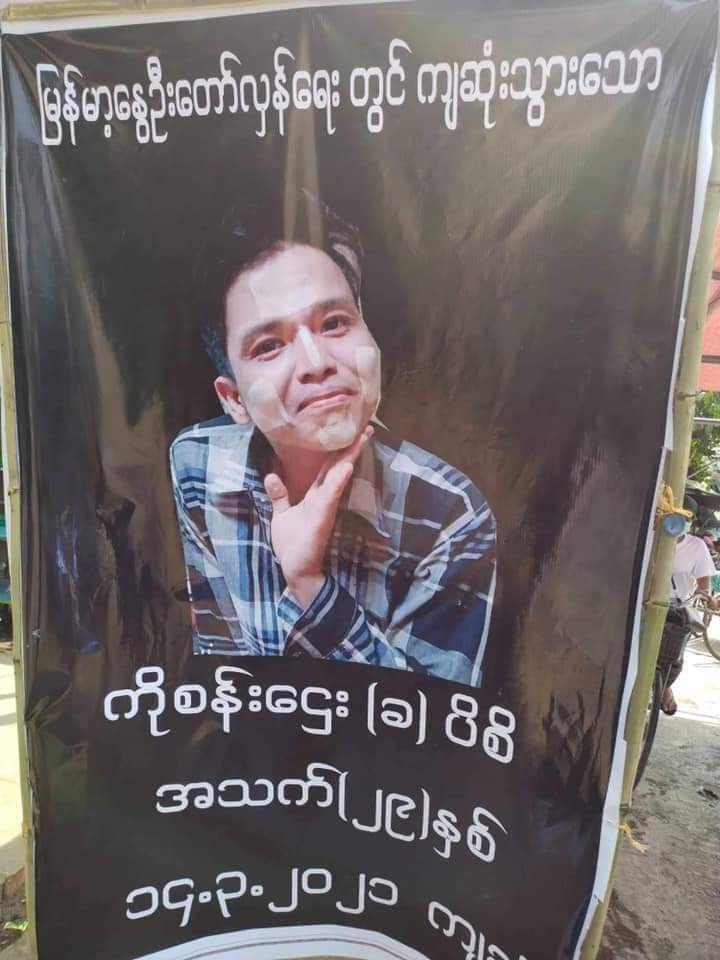 မြန်မာ့နွေဦးတော်လှန်ရေး တွင် ကျဆုံးသွားသော
ကိုစန်းဌေး (ခ) ပိစိ
အသက်(၂၉)နှစ်
၁၄.၃.၂၀၂၁